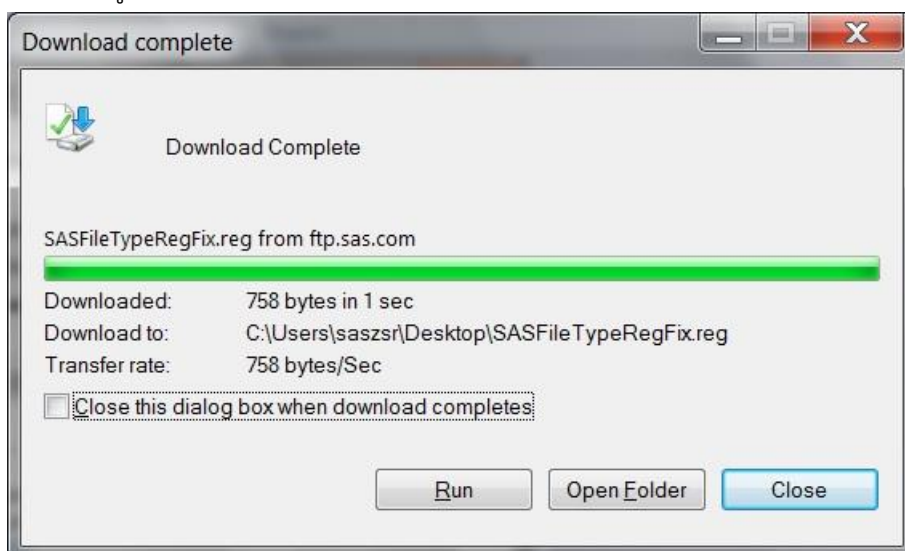 Download complete
Download Complete
SASFileTypeRegFix.reg from ftp.sas.com
Downloaded: 758 bytes in 1 sec
Download to: C:\Users\saszsr\Desktop\SASFileTypeRegFix.reg
Transfer rate: 758 bytes/Sec
Close this dialog box when download completes
Run Open Folder Close